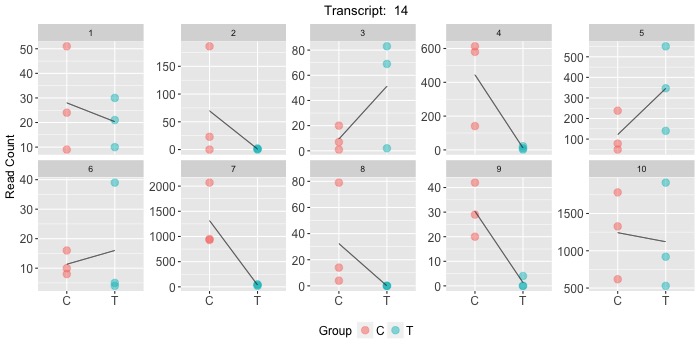 Transcript: 14
1 2 3 4 5
50 40 30 20 10
150 100 50 0
80 60 40 20 0
600 400 200 0
500 400 300 200 100
Read Count
6 7 8 9 10
40 30 20 10
2000 1500 1000 500 0
80 60 40 20 0
40 30 20 10 0
1500 1000 500
C T C T C T C T C T
Group C T